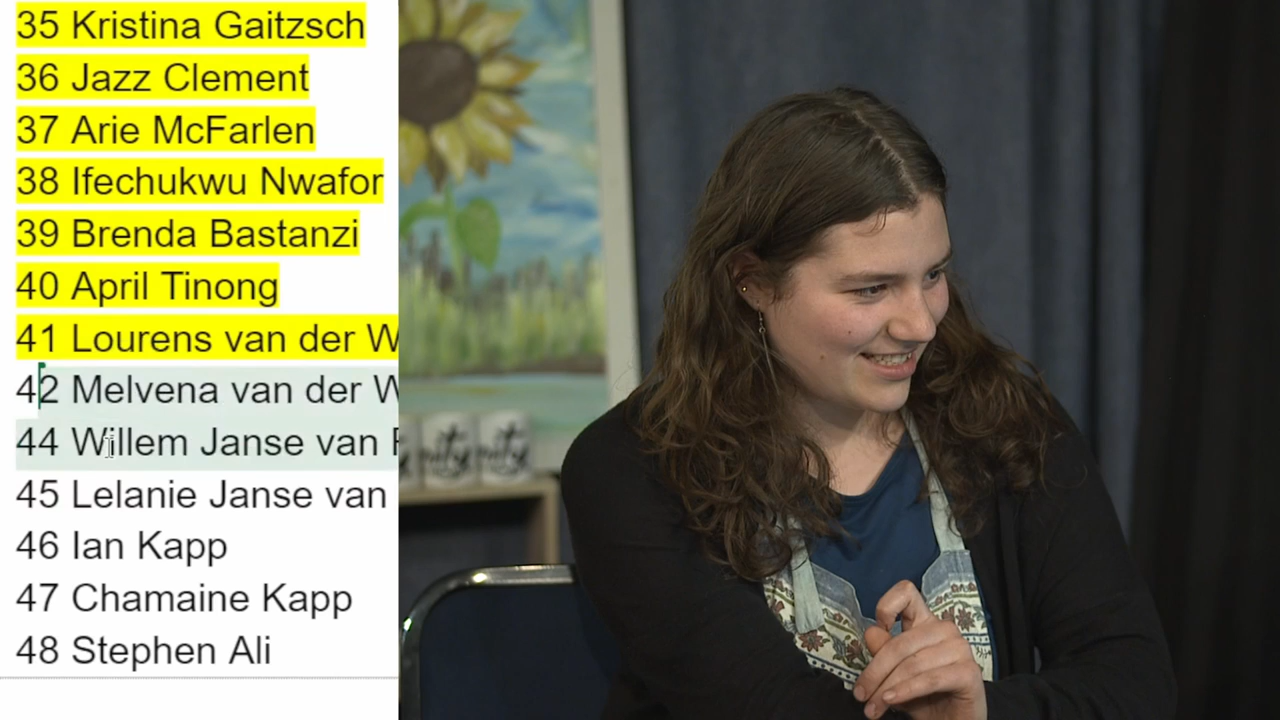 35 Kristina Gaitzsch
36 Jazz Clement
37 Arie McFarlen
38 Ifechukwu Nwafor
39 Brenda Bastanzi
40 April Tinong
41 Lourens van der
42 Melvena van der
44 Willem Janse van
45 Lelanie Janse van
46 Ian Kapp
47 Chamaine Kapp
48 Stephen Ali